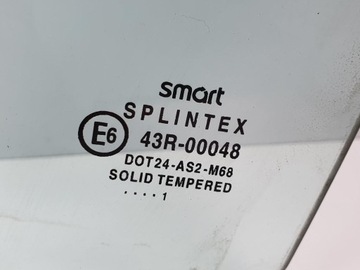 smart
SPLINTEX
E6 43R-00048
DOT24-AS2-M68
SOLID TEMPERED
....1